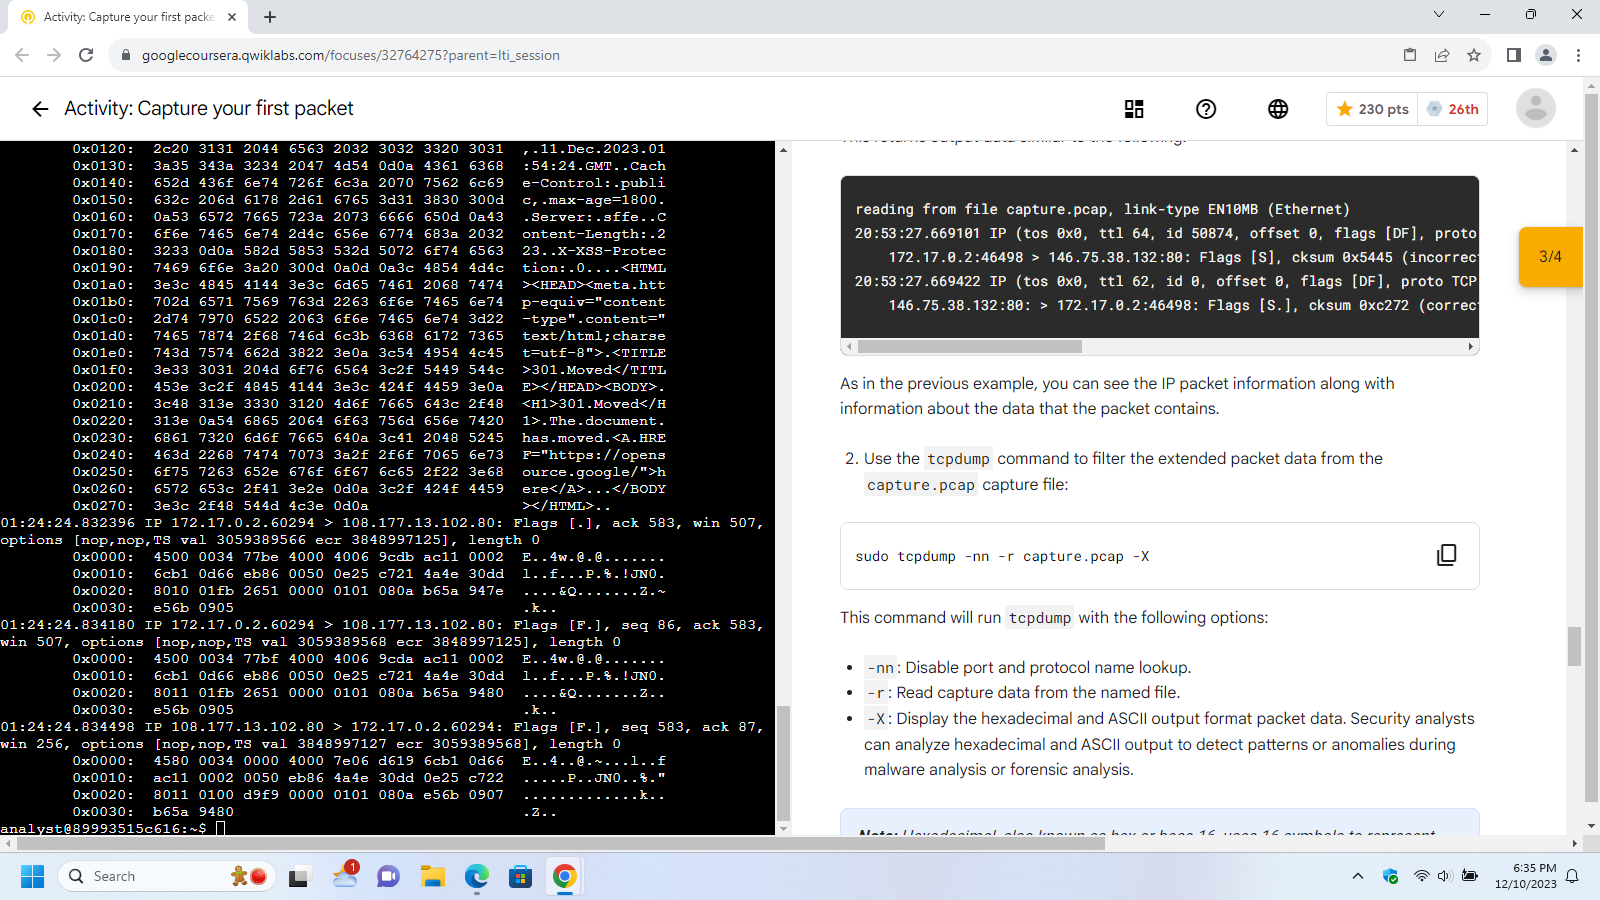 Activity: Capture your first packe
googlecoursera.qwiklabs.com/focuses/32764275?parent=lti_session
Activity: Capture your first packet
230 pts
26th
0x0120: 2c20 3131 2044 6563 2032 3032 3320 3031 ,.11.Dec.2023.01
0x0130: 3a35 343a 3234 2047 4d54 0d0a 4361 6368 :54:24.GMT..Cach
0x0140: 652d 436f 6e74 726f 6c3a 2070 7562 6c69 e-Control:.publi
0x0150: 632c 206d 6178 2d61 6765 3d31 3830 300d c,.max-age=1800.
0x0160: 0a53 6572 7665 723a 2073 6666 650d 0a43 .Server:.sffe..C
0x0170: 6f6e 7465 6e74 2d4c 656e 6774 683a 2032 ontent-Length:.2
0x0180: 3233 0d0a 582d 5853 532d 5072 6f74 6563 23..X-XSS-Protec
0x0190: 7469 6f6e 3a20 300d 0a0d 0a3c 4854 4d4c tion:.0....<HTML
0x01a0: 3e3c 4845 4144 3e3c 6d65 7461 2068 7474 ><HEAD><meta.htt
0x01b0: 702d 6571 7569 763d 2263 6f6e 7465 6e74 p-equiv="content
0x01c0: 2d74 7970 6522 2063 6f6e 7465 6e74 3d22 -type".content="
0x01d0: 7465 7874 2f68 746d 6c3b 6368 6172 7365 text/html;charse
0x01e0: 743d 7574 662d 3822 3e0a 3c54 4954 4c45 t=utf-8">.<TITLE
0x01f0: 3e33 3031 204d 6f76 6564 3c2f 5449 544c >301.Moved</TITL
0x0200: 453e 3c2f 4845 4144 3e3c 424f 4459 3e0a E></HEAD><BODY>.
0x0210: 3c48 313e 3330 3120 4d6f 7665 643c 2f48 <H1>301.Moved</H
0x0220: 313e 0a54 6865 2064 6f63 756d 656e 7420 1>.The.document.
0x0230: 6861 7320 6d6f 7665 640a 3c41 2048 5245 has.moved.<A.HRE
0x0240: 463d 2268 7474 7073 3a2f 2f6f 7065 6e73 F="https://opens
0x0250: 6f75 7263 652e 676f 6f67 6c65 2f22 3e68 ource.google/">h
0x0260: 6572 653c 2f41 3e2e 0d0a 3c2f 424f 4459 ere</A>...</BODY
0x0270: 3e3c 2f48 544d 4c3e 0d0a ></HTML>..
01:24:24.832396 IP 172.17.0.2.60294 > 108.177.13.102.80: Flags [.], ack 583, win 507,
options [nop,nop,TS val 3059389566 ecr 3848997125], length 0
0x0000: 4500 0034 77be 4000 4006 9cdb ac11 0002 E..4w.@.@.......
0x0010: 6cb1 0d66 eb86 0050 0e25 c721 4a4e 30dd l..f...P.%.!JN0.
0x0020: 8010 01fb 2651 0000 0101 080a b65a 947e ....&Q.......Z.~
0x0030: e56b 0905 .k..
01:24:24.834180 IP 172.17.0.2.60294 > 108.177.13.102.80: Flags [F.], seq 86, ack 583,
win 507, options [nop,nop,TS val 3059389568 ecr 3848997125], length 0
0x0000: 4500 0034 77bf 4000 4006 9cda ac11 0002 E..4w.@.@.......
0x0010: 6cb1 0d66 eb86 0050 0e25 c721 4a4e 30dd l..f...P.%.!JN0.
0x0020: 8011 01fb 2651 0000 0101 080a b65a 9480 ....&Q.......Z..
0x0030: e56b 0905 .k..
01:24:24.834498 IP 108.177.13.102.80 > 172.17.0.2.60294: Flags [F.], seq 583, ack 87,
win 256, options [nop,nop,TS val 3848997127 ecr 3059389568], length 0
0x0000: 4580 0034 0000 4000 7e06 d619 6cb1 0d66 E..4..@.~...l..f
0x0010: ac11 0002 0050 eb86 4a4e 30dd 0e25 c722 .....P..JN0..%."
0x0020: 8011 0100 d9f9 0000 0101 080a e56b 0907 .............k..
0x0030: b65a 9480 .Z..
analyst@89993515c616:~$
This returns output data similar to the following:
reading from file capture.pcap, link-type EN10MB (Ethernet)
20:53:27.669101 IP (tos 0x0, ttl 64, id 50874, offset 0, flags [DF], proto
172.17.0.2:46498 > 146.75.38.132:80: Flags [S], cksum 0x5445 (incorrec
20:53:27.669422 IP (tos 0x0, ttl 62, id 0, offset 0, flags [DF], proto TCP
146.75.38.132:80: > 172.17.0.2:46498: Flags [S.], cksum 0xc272 (correc
3/4
As in the previous example, you can see the IP packet information along with
information about the data that the packet contains.
2. Use the tcpdump command to filter the extended packet data from the
capture.pcap capture file:
sudo tcpdump -nn -r capture.pcap -X
This command will run tcpdump with the following options:
• -nn: Disable port and protocol name lookup.
• -r: Read capture data from the named file.
• -X: Display the hexadecimal and ASCII output format packet data. Security analysts
can analyze hexadecimal and ASCII output to detect patterns or anomalies during
malware analysis or forensic analysis.
Note: Hexadecimal, also known as hex or base 16, uses 16 symbols to represent
Search
1
6:35 PM
12/10/2023